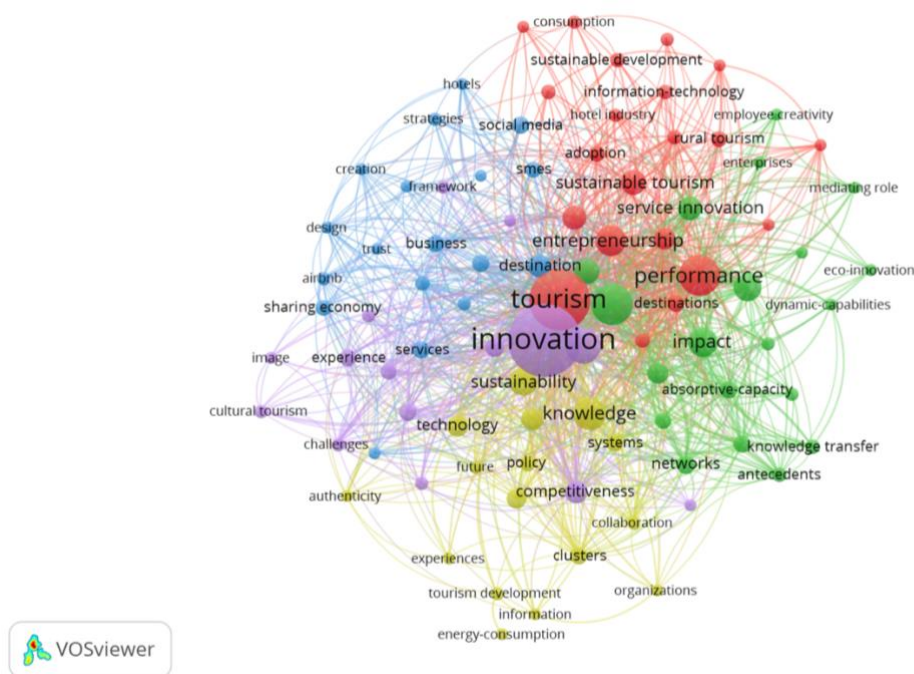 consumption
sustainable development
hotels
information-technology
strategies
social media
hotel industry
employee creativity
rural tourism
adoption
enterprises
creation
smes
framework
sustainable tourism
mediating role
service innovation
design
trust
business
entrepreneurship
destination
performance
eco-innovation
airbnb
tourism
destinations
dynamic-capabilities
sharing economy
innovation
impact
image
experience
services
sustainability
absorptive-capacity
cultural tourism
knowledge
technology
challenges
systems
knowledge transfer
future
policy
networks
antecedents
authenticity
competitiveness
collaboration
experiences
clusters
tourism development
organizations
information
energy-consumption
VOSviewer